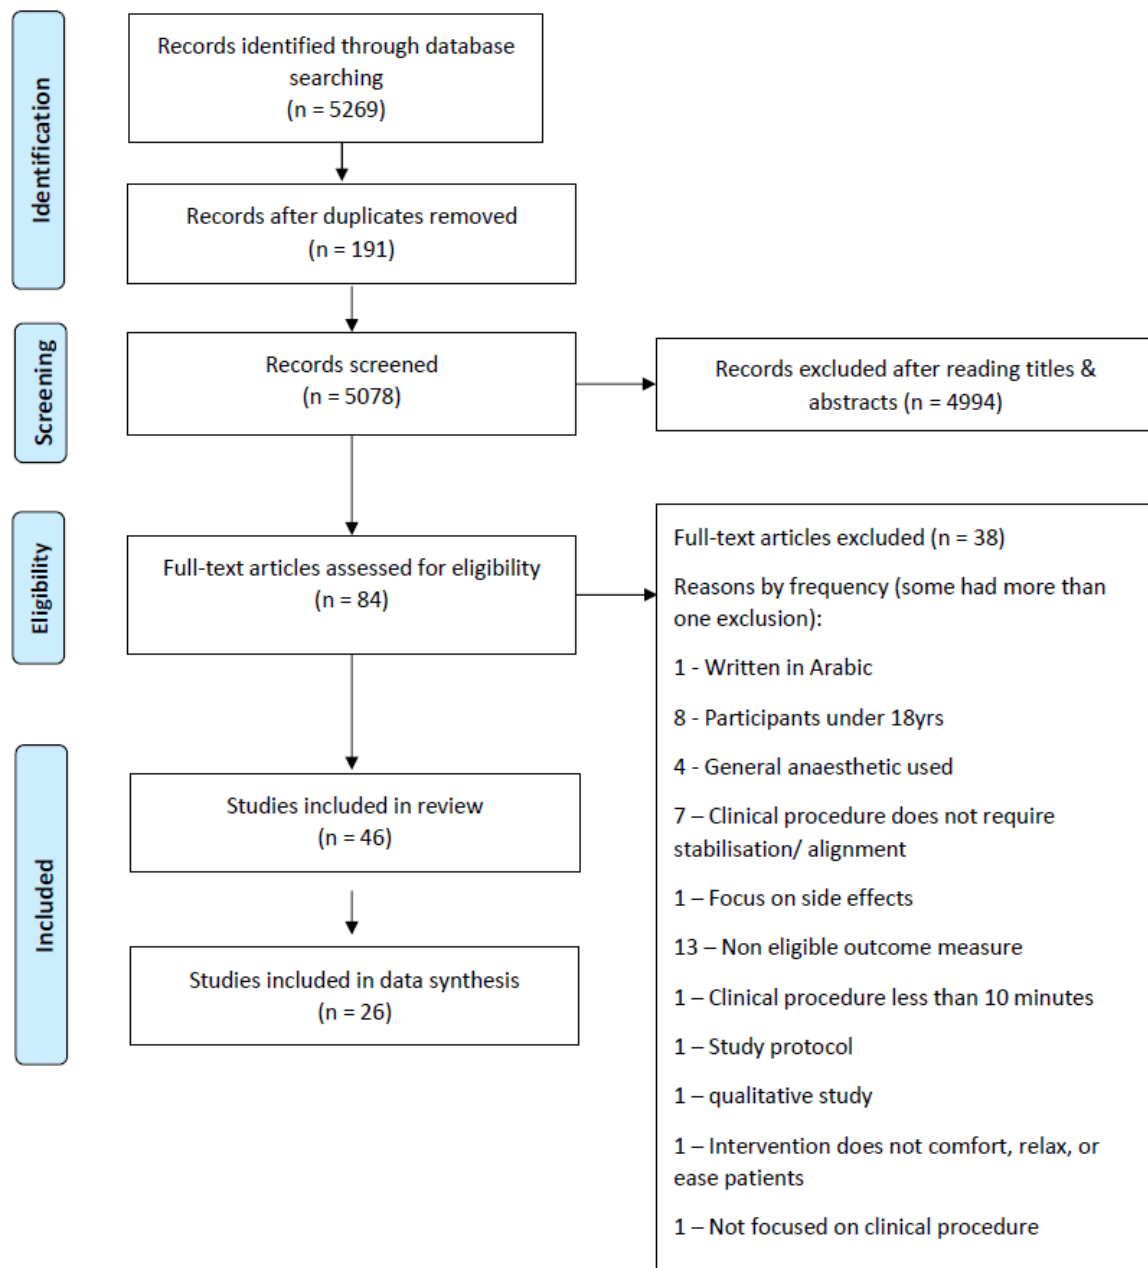 Identification
Records identified through database
searching
(n = 5269)
Records after duplicates removed
(n = 191)
Screening
Records screened
(n = 5078)
Records excluded after reading titles &
abstracts (n = 4994)
Eligibility
Full-text articles assessed for eligibility
(n = 84)
Full-text articles excluded (n = 38)
Reasons by frequency (some had more than
one exclusion):
1 - Written in Arabic
8 - Participants under 18yrs
4 - General anaesthetic used
7 – Clinical procedure does not require
stabilisation/ alignment
1 – Focus on side effects
13 – Non eligible outcome measure
1 – Clinical procedure less than 10 minutes
1 – Study protocol
1 – qualitative study
1 – Intervention does not comfort, relax, or
ease patients
1 – Not focused on clinical procedure
Included
Studies included in review
(n = 46)
Studies included in data synthesis
(n = 26)